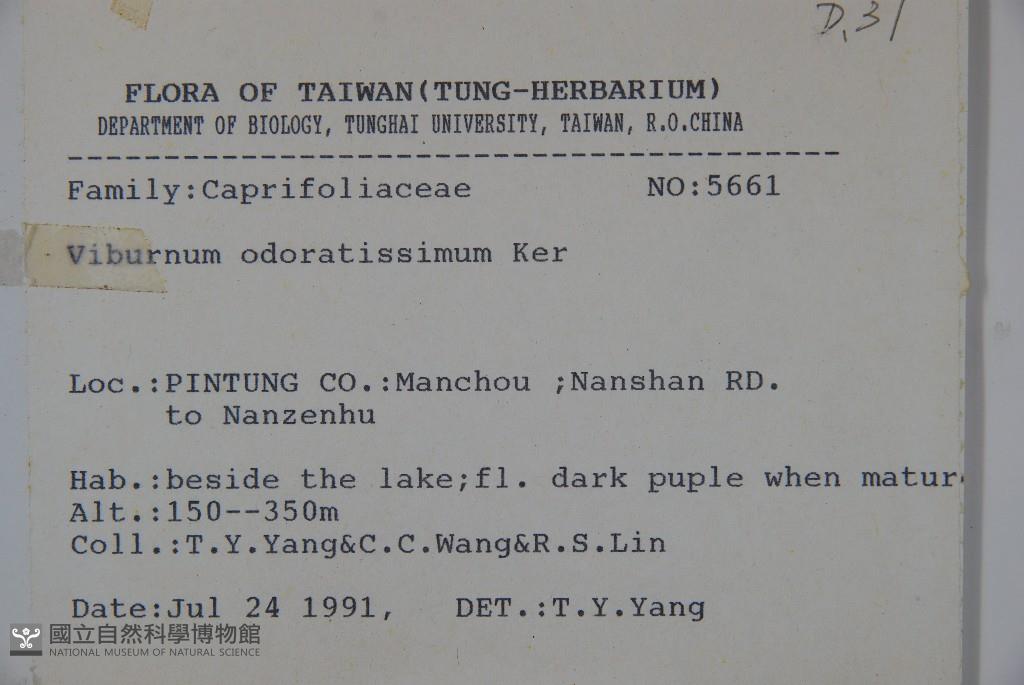 D.31
FLORA OF TAIWAN(TUNG-HERBARIUM)
DEPARTMENT OF BIOLOGY, TUNGHAI UNIVERSITY, TAIWAN, R.O.CHINA
----------------------------------------
Family:Caprifoliaceae NO:5661
Viburnum odoratissimum Ker
Loc.:PINTUNG CO.:Manchou ;Nanshan RD.
to Nanzenhu
Hab.:beside the lake;fl. dark puple when matur
Alt.:150--350m
Coll.:T.Y.Yang&C.C.Wang&R.S.Lin
Date:Jul 24 1991, DET.:T.Y.Yang
國立自然科學博物館
NATIONAL MUSEUM OF NATURAL SCIENCE